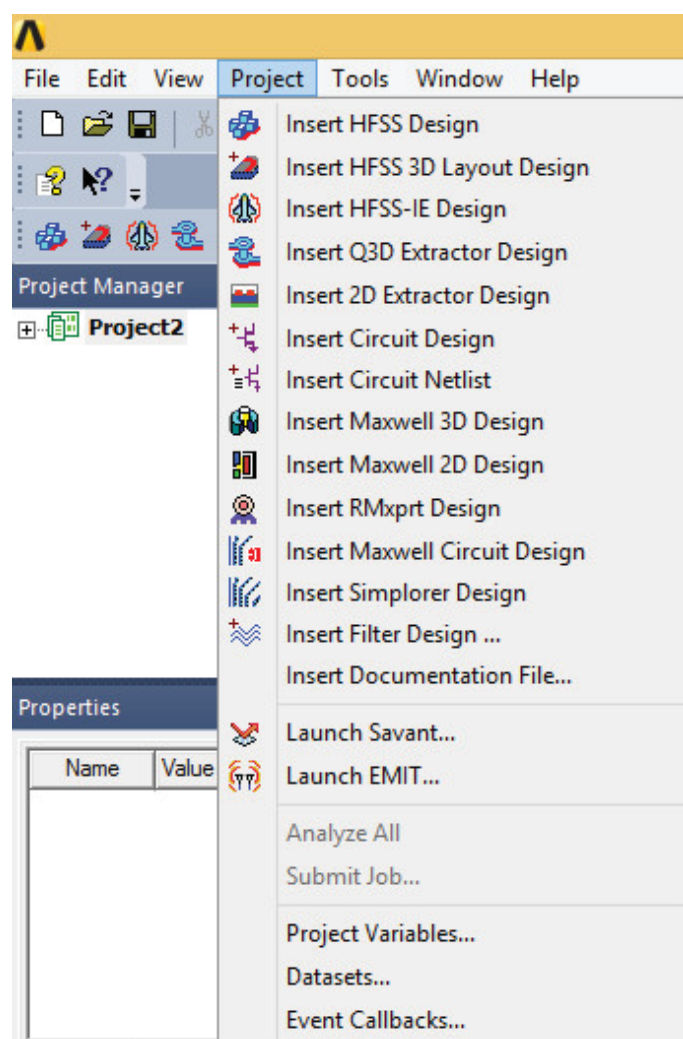 File Edit View Project Tools Window Help
Insert HFSS Design
Insert HFSS 3D Layout Design
Insert HFSS-IE Design
Insert Q3D Extractor Design
Insert 2D Extractor Design
Insert Circuit Design
Insert Circuit Netlist
Insert Maxwell 3D Design
Insert Maxwell 2D Design
Insert RMxprt Design
Insert Maxwell Circuit Design
Insert Simplorer Design
Insert Filter Design ...
Insert Documentation File...
Launch Savant...
Launch EMIT...
Analyze All
Submit Job...
Project Variables...
Datasets...
Event Callbacks...
Project Manager
Project2
Properties
Name Value